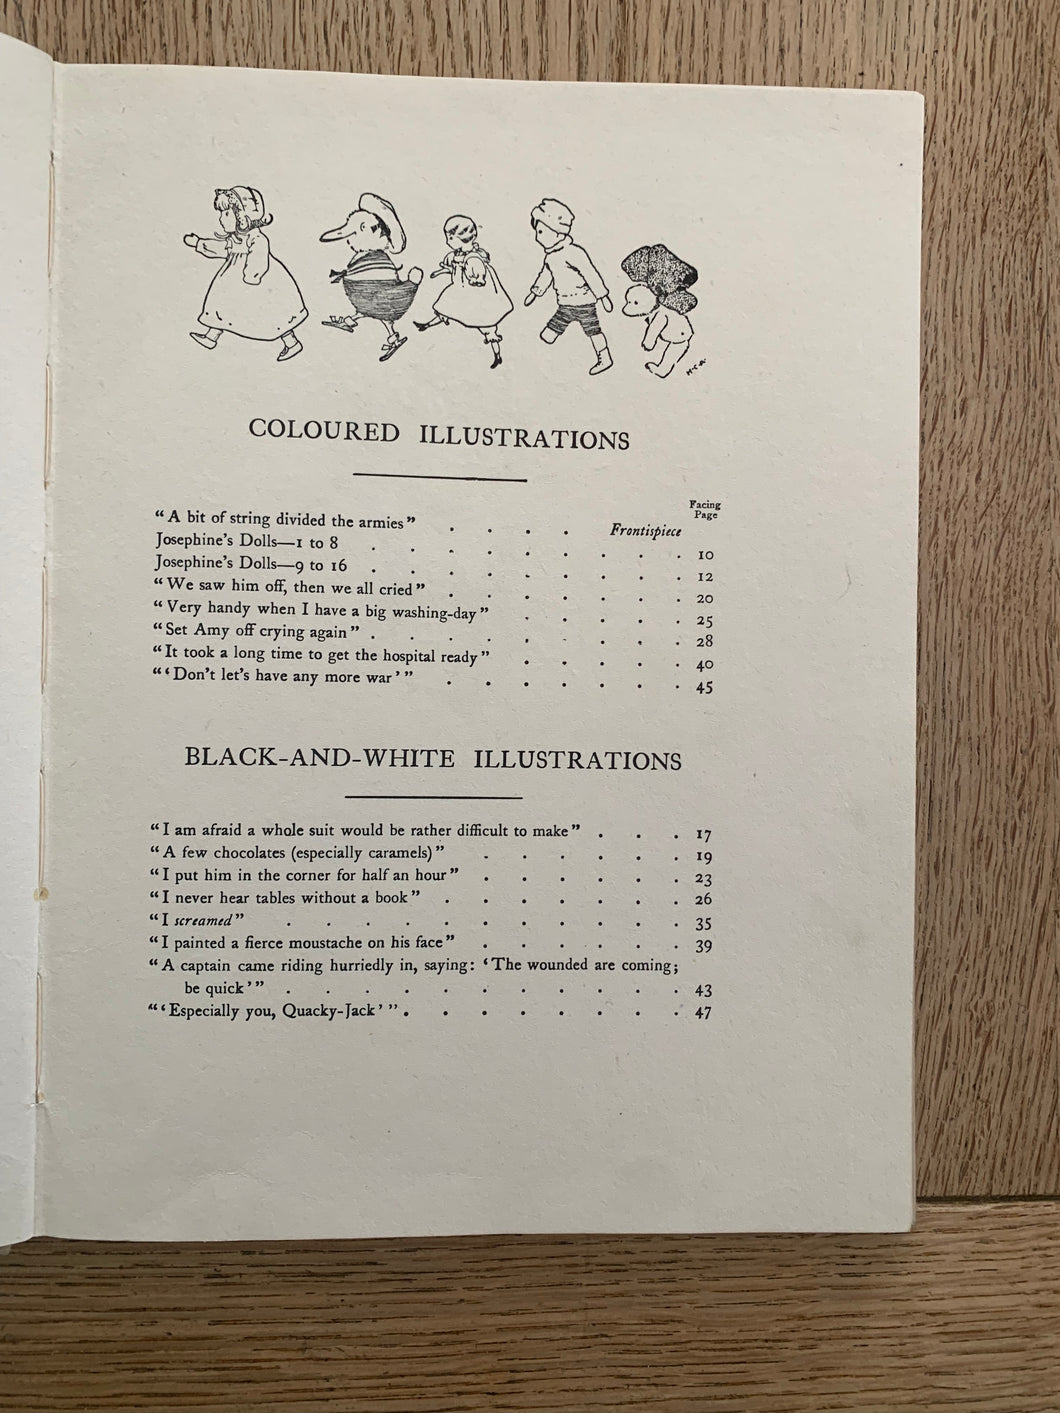 H.C.A.
COLOURED ILLUSTRATIONS
Facing
Page
“A bit of string divided the armies” . . . . Frontispiece
Josephine's Dolls—1 to 8 . . . . . . . . . 10
Josephine's Dolls—9 to 16 . . . . . . . . . 12
“We saw him off, then we all cried” . . . . . . . 20
“Very handy when I have a big washing-day” . . . . . 25
“Set Amy off crying again” . . . . . . . . . 28
“It took a long time to get the hospital ready” . . . . . 40
“‘Don't let's have any more war’” . . . . . . . 45
BLACK-AND-WHITE ILLUSTRATIONS
“I am afraid a whole suit would be rather difficult to make” . . . 17
“A few chocolates (especially caramels)” . . . . . . 19
“I put him in the corner for half an hour” . . . . . . 23
“I never hear tables without a book” . . . . . . . 26
“I screamed” . . . . . . . . . . . 35
“I painted a fierce moustache on his face” . . . . . . 39
“A captain came riding hurriedly in, saying: ‘The wounded are coming;
be quick’” . . . . . . . . . . . 43
“‘Especially you, Quacky-Jack’” . . . . . . . . 47